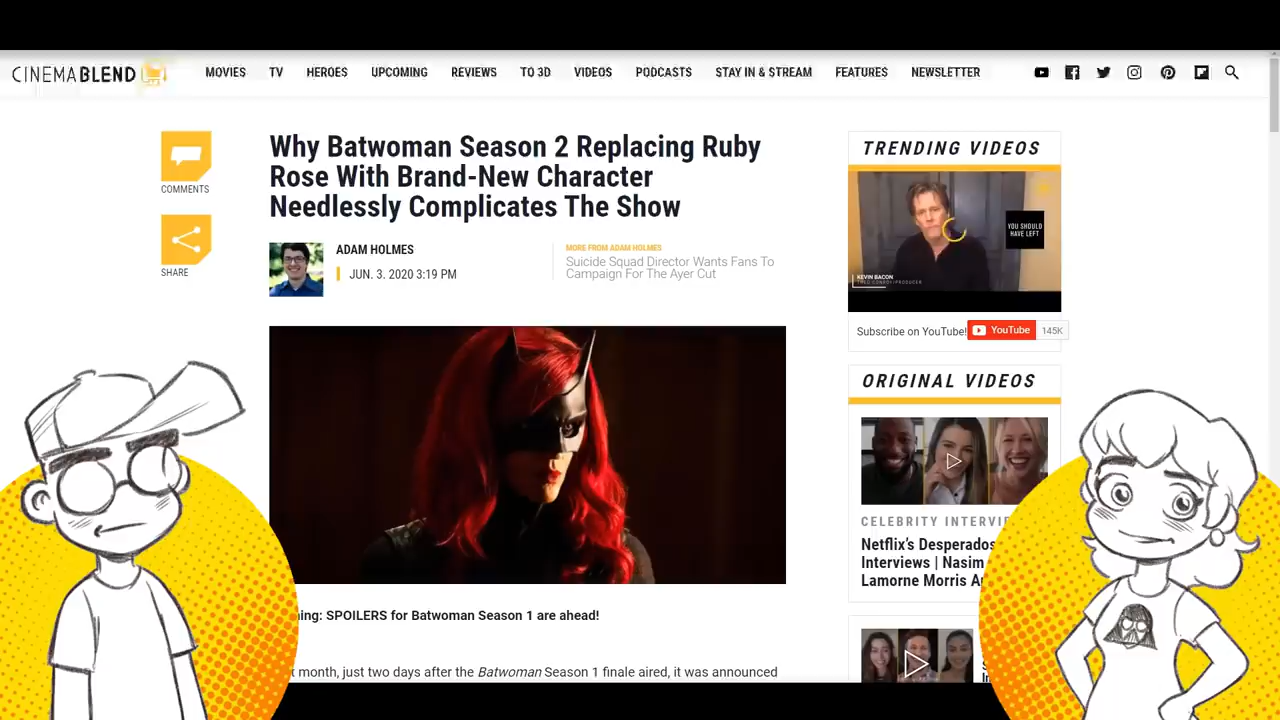 CINEMABLEND
MOVIES TV HEROES UPCOMING REVIEWS TO 3D VIDEOS PODCASTS STAY IN & STREAM FEATURES NEWSLETTER
COMMENTS
SHARE
Why Batwoman Season 2 Replacing Ruby
Rose With Brand-New Character
Needlessly Complicates The Show
ADAM HOLMES
JUN. 3. 2020 3:19 PM
MORE FROM ADAM HOLMES
Suicide Squad Director Wants Fans To
Campaign For The Ayer Cut
ning: SPOILERS for Batwoman Season 1 are ahead!
t month, just two days after the Batwoman Season 1 finale aired, it was announced
TRENDING VIDEOS
YOU SHOULD
HAVE LEFT
KEVIN BACON
Subscribe on YouTube! YouTube 145K
ORIGINAL VIDEOS
CELEBRITY INTERVIE
Netflix's Desperados
Interviews | Nasim
Lamorne Morris A